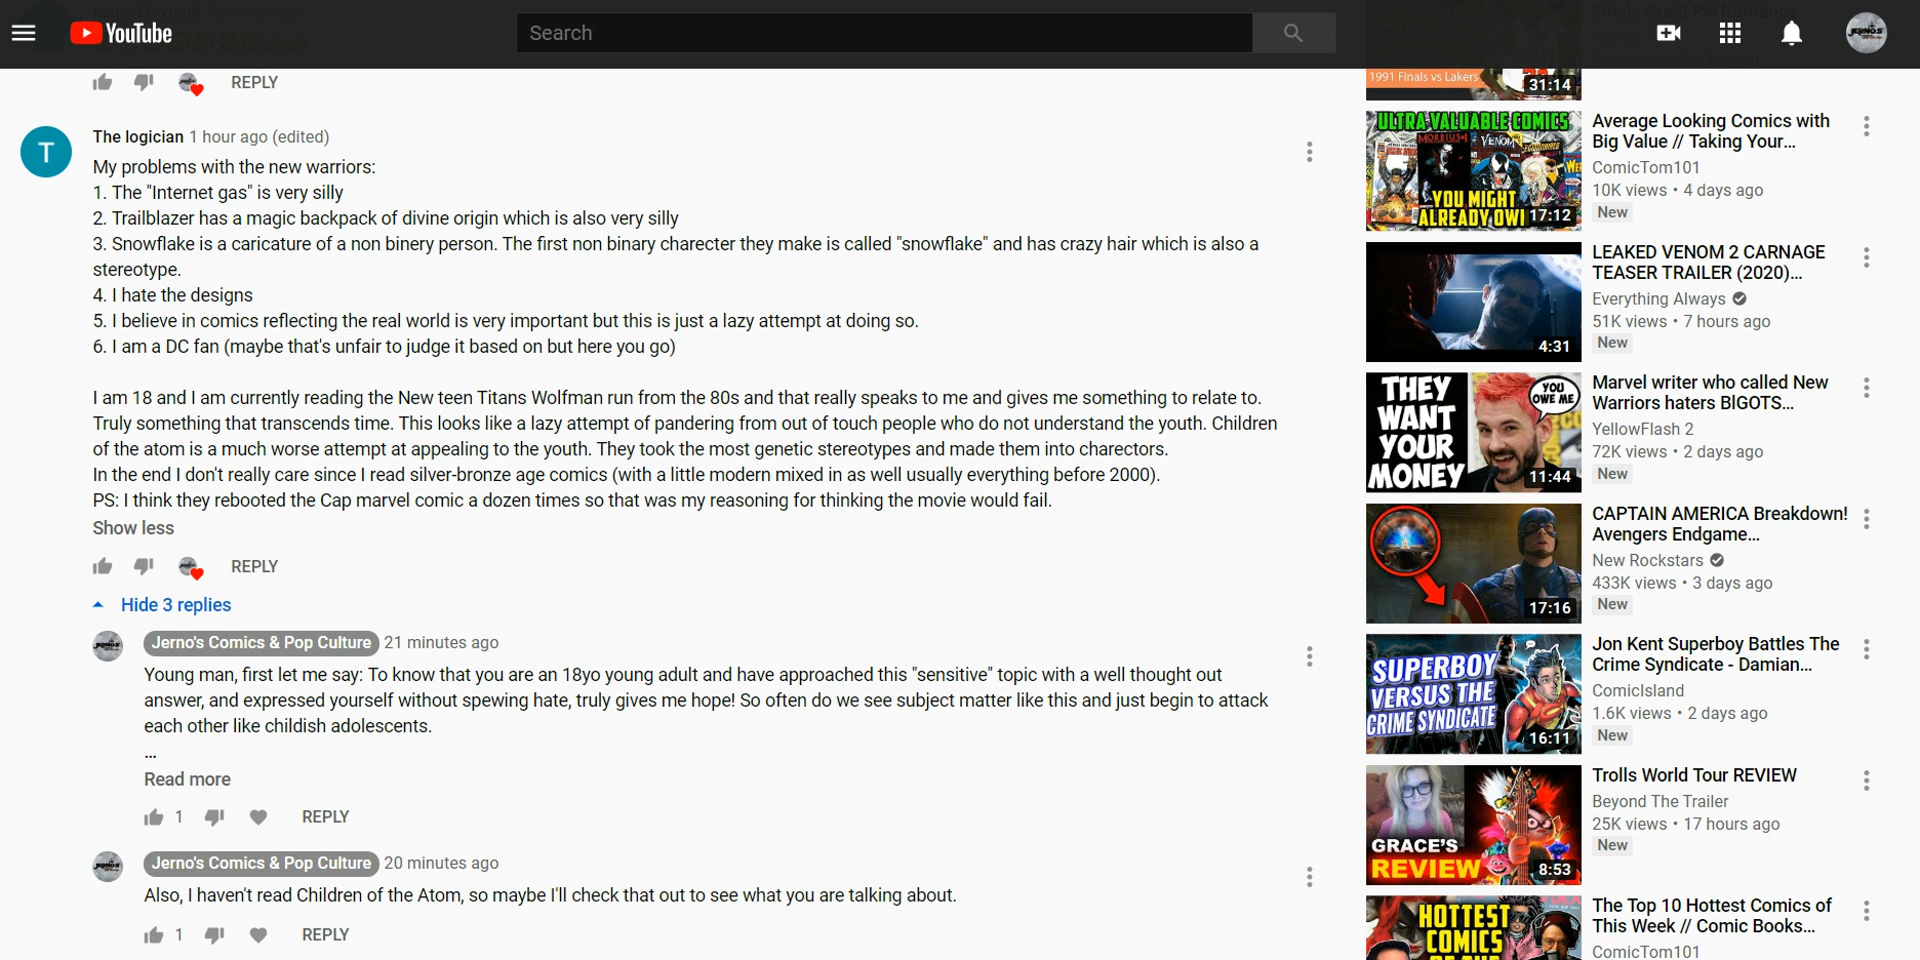 YouTube
Search
REPLY
The logician 1 hour ago (edited)
T
My problems with the new warriors:
1. The "Internet gas" is very silly
2. Trailblazer has a magic backpack of divine origin which is also very silly
3. Snowflake is a caricature of a non binery person. The first non binary charecter they make is called "snowflake" and has crazy hair which is also a
stereotype.
4. I hate the designs
5. I believe in comics reflecting the real world is very important but this is just a lazy attempt at doing so.
6. I am a DC fan (maybe that's unfair to judge it based on but here you go)
I am 18 and I am currently reading the New teen Titans Wolfman run from the 80s and that really speaks to me and gives me something to relate to.
Truly something that transcends time. This looks like a lazy attempt of pandering from out of touch people who do not understand the youth. Children
of the atom is a much worse attempt at appealing to the youth. They took the most genetic stereotypes and made them into charectors.
In the end I don't really care since I read silver-bronze age comics (with a little modern mixed in as well usually everything before 2000).
PS: I think they rebooted the Cap marvel comic a dozen times so that was my reasoning for thinking the movie would fail.
Show less
REPLY
Hide 3 replies
Jerno's Comics & Pop Culture 21 minutes ago
Young man, first let me say: To know that you are an 18yo young adult and have approached this "sensitive" topic with a well thought out
answer, and expressed yourself without spewing hate, truly gives me hope! So often do we see subject matter like this and just begin to attack
each other like childish adolescents.
...
Read more
1 REPLY
Jerno's Comics & Pop Culture 20 minutes ago
Also, I haven't read Children of the Atom, so maybe I'll check that out to see what you are talking about.
1 REPLY
1991 Finals vs Lakers
31:14
ULTRA VALUABLE COMICS
MORBIUS
VENOM
YOU MIGHT
ALREADY OWN
17:12
Average Looking Comics with
Big Value // Taking Your...
ComicTom101
10K views • 4 days ago
New
4:31
LEAKED VENOM 2 CARNAGE
TEASER TRAILER (2020)...
Everything Always
51K views • 7 hours ago
New
THEY
WANT
YOUR
MONEY
YOU
OWE ME
11:44
Marvel writer who called New
Warriors haters BIGOTS...
YellowFlash 2
72K views • 2 days ago
New
17:16
CAPTAIN AMERICA Breakdown!
Avengers Endgame...
New Rockstars
433K views • 3 days ago
New
SUPERBOY
VERSUS THE
CRIME SYNDICATE
16:11
Jon Kent Superboy Battles The
Crime Syndicate - Damian...
ComicIsland
1.6K views • 2 days ago
New
GRACE'S
REVIEW
8:53
Trolls World Tour REVIEW
Beyond The Trailer
25K views • 17 hours ago
New
HOTTEST
COMICS
The Top 10 Hottest Comics of
This Week // Comic Books...
ComicTom101